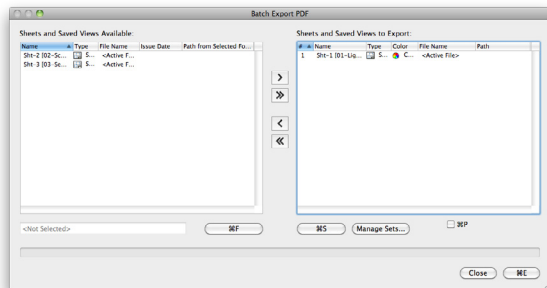 Batch Export PDF
Sheets and Saved Views Available:
Name Type File Name Issue Date Path from Selected Fo...
Sht-2 [02-Sc... S... <Active F...
Sht-3 [03-Se... S... <Active F...
<Not Selected>
⌘F
Sheets and Saved Views to Export:
# Name Type Color File Name Path
1 Sht-1 [01-Lig... S... C... <Active File>
⌘S
Manage Sets...
⌘P
Close
⌘E